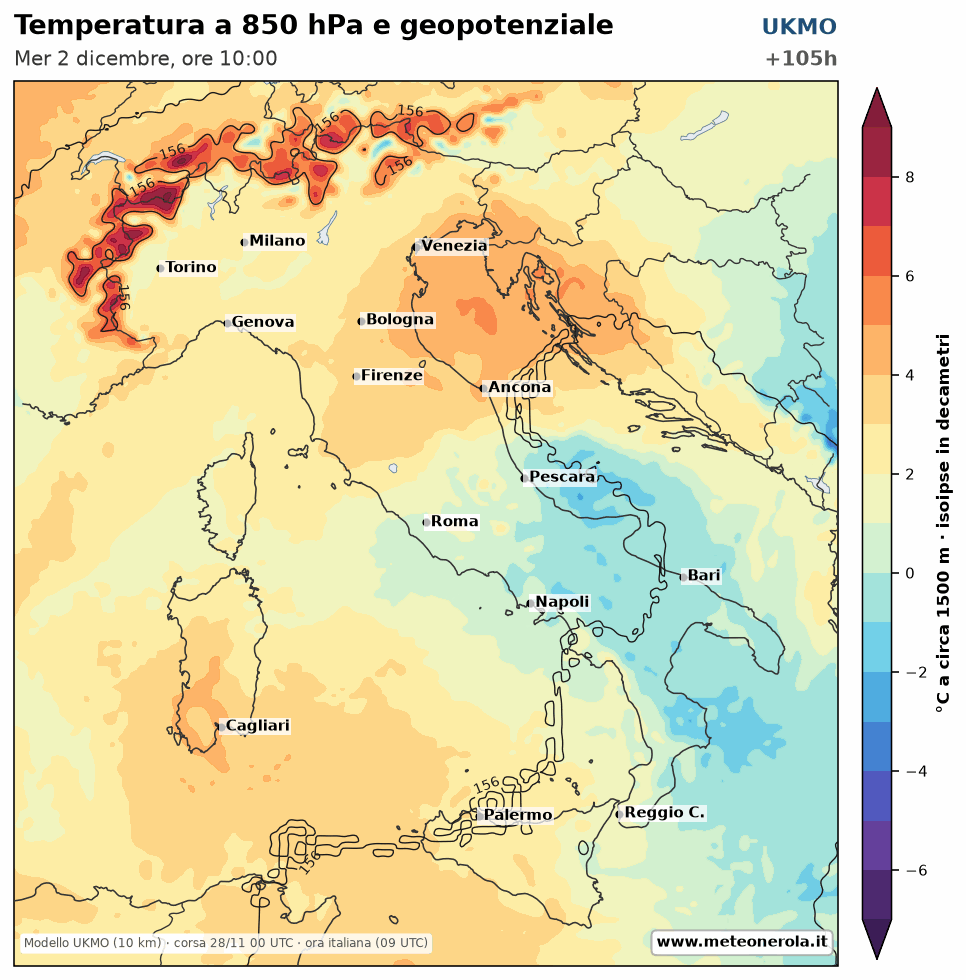 Temperatura a 850 hPa e geopotenziale
UKMO
Mer 2 dicembre, ore 10:00
+105h
156
156
156
156
156
156
Milano
Venezia
Torino
Genova
Bologna
Firenze
Ancona
Pescara
Roma
Bari
Napoli
Cagliari
156
Palermo
Reggio C.
156
8
6
4
2
0
−2
−4
−6
°C a circa 1500 m · isoipse in decametri
Modello UKMO (10 km) · corsa 28/11 00 UTC · ora italiana (09 UTC)
www.meteonerola.it